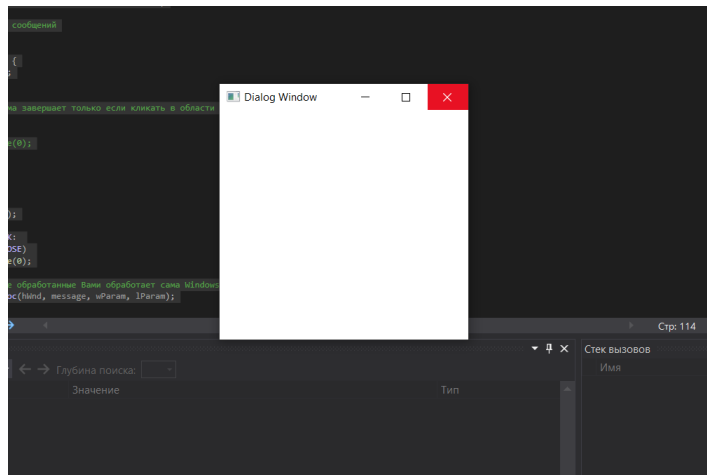 сообщений
{
;
ма завершает только если кликать в области
e(0);
);
K:
OSE)
e(0);
е обработанные Вами обработает сама Windows
oc(hWnd, message, wParam, lParam);
Dialog Window
Стр: 114
Глубина поиска:
Значение
Тип
Стек вызовов
Имя